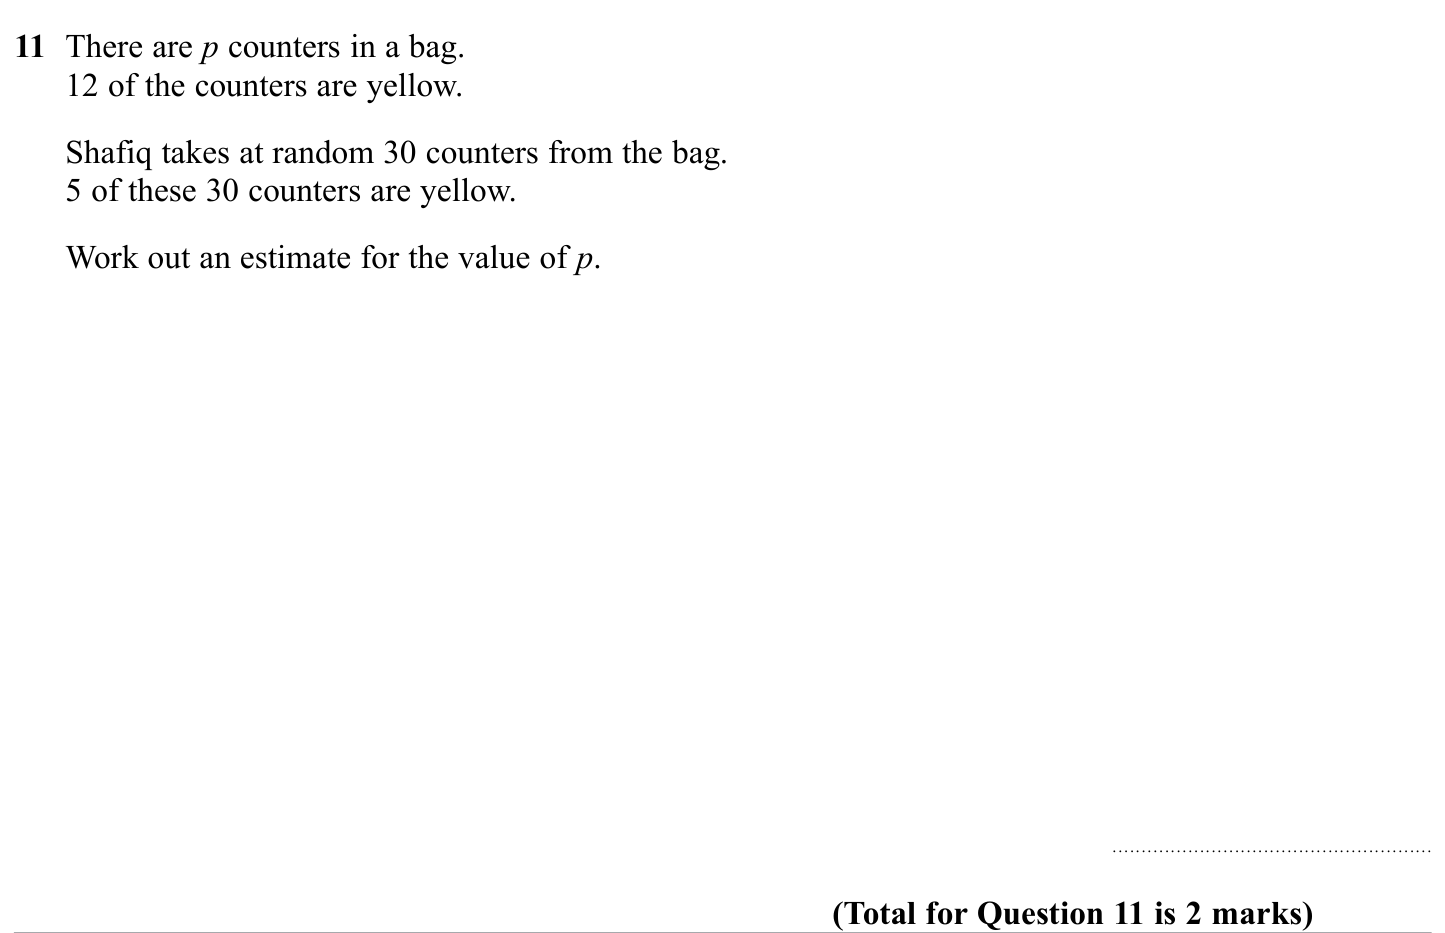 11 There are p counters in a bag.
12 of the counters are yellow.
Shafiq takes at random 30 counters from the bag.
5 of these 30 counters are yellow.
Work out an estimate for the value of p.
(Total for Question 11 is 2 marks)